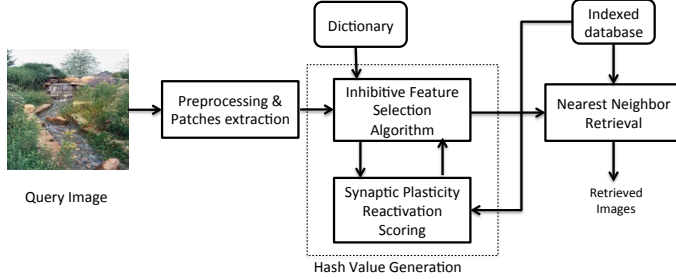 Dictionary
Indexed
database
Preprocessing &
Patches extraction
Inhibitive Feature
Selection
Algorithm
Nearest Neighbor
Retrieval
Query Image
Synaptic Plasticity
Reactivation
Scoring
Retrieved
Images
Hash Value Generation